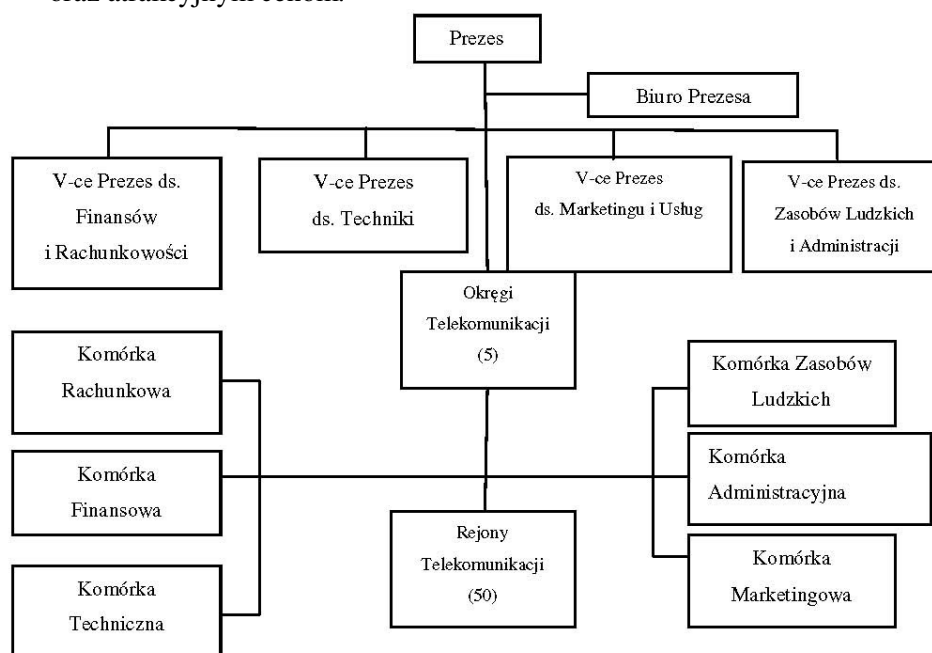 oraz atrakcyjnym cenom.
Prezes
Biuro Prezesa
V-ce Prezes ds.
Finansów
i Rachunkowości
V-ce Prezes
ds. Techniki
V-ce Prezes
ds. Marketingu i Usług
V-ce Prezes ds.
Zasobów Ludzkich
i Administracji
Okręgi
Telekomunikacji
(5)
Komórka
Rachunkowa
Komórka Zasobów
Ludzkich
Komórka
Finansowa
Komórka
Administracyjna
Rejony
Telekomunikacji
(50)
Komórka
Techniczna
Komórka
Marketingowa